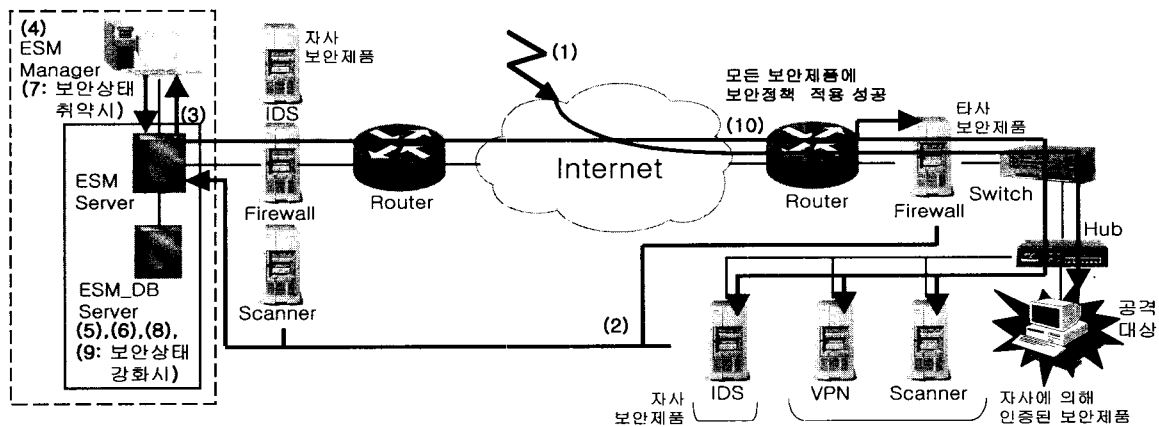 (4)
ESM
Manager
(7: 보안상태
취약시)
(3)
ESM
Server
ESM_DB
Server
(5),(6),(8),
(9: 보안상태
강화시)
자사
보안제품
IDS
Firewall
Scanner
Router
(1)
Internet
(2)
모든 보안제품에
보안정책 적용 성공
(10)
Router
타사
보안제품
Firewall
Switch
Hub
공격
대상
IDS
VPN
Scanner
자사
보안제품
자사에 의해
인증된 보안제품